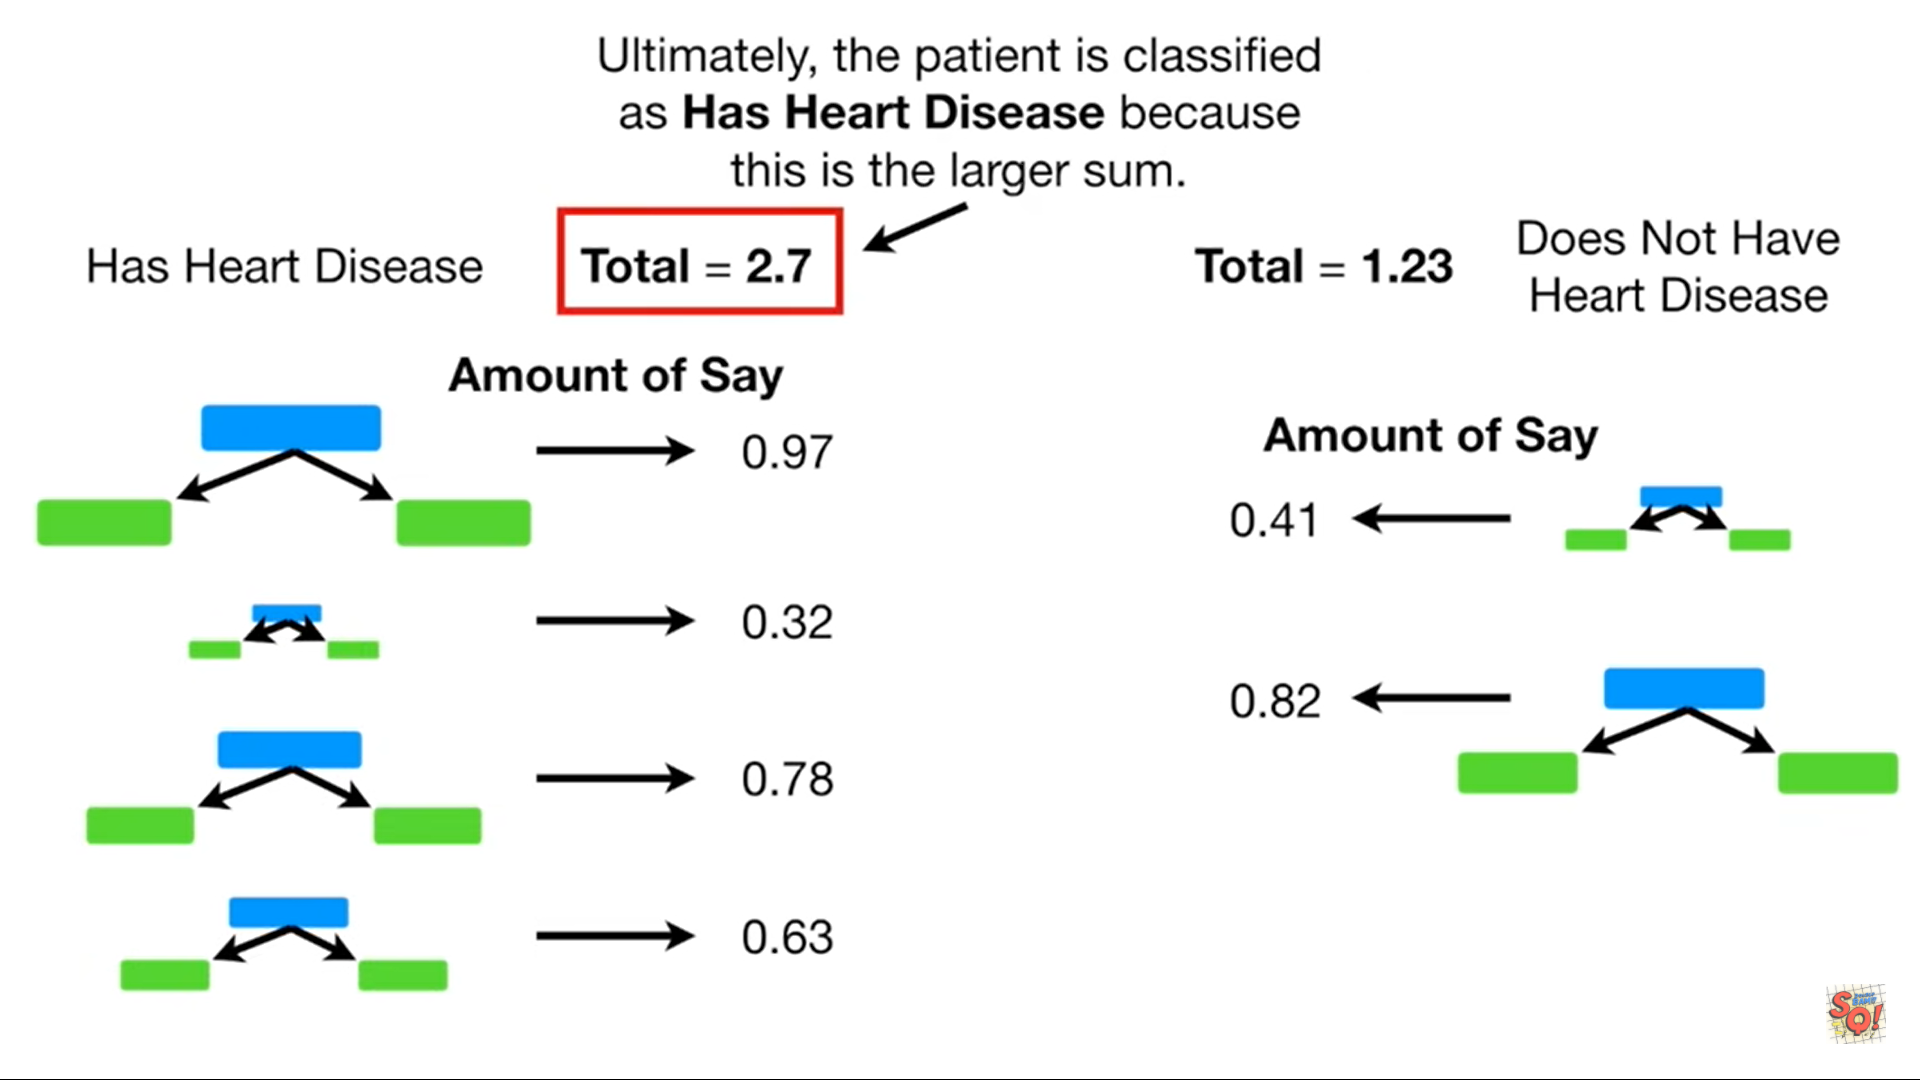 Ultimately, the patient is classified
as Has Heart Disease because
this is the larger sum.
Has Heart Disease
Total = 2.7
Total = 1.23
Does Not Have
Heart Disease
Amount of Say
0.97
0.32
0.78
0.63
Amount of Say
0.41
0.82
SQ!